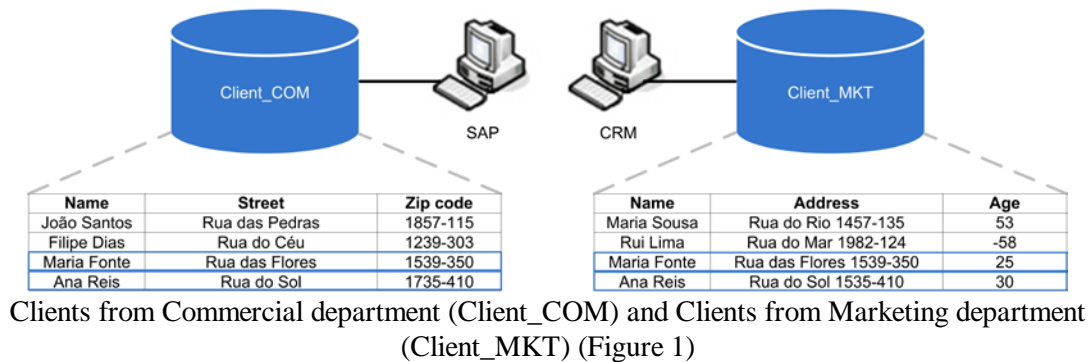 Client_COM
SAP
CRM
Client_MKT
Name Street Zip code
João Santos Rua das Pedras 1857-115
Filipe Dias Rua do Céu 1239-303
Maria Fonte Rua das Flores 1539-350
Ana Reis Rua do Sol 1735-410
Name Address Age
Maria Sousa Rua do Rio 1457-135 53
Rui Lima Rua do Mar 1982-124 -58
Maria Fonte Rua das Flores 1539-350 25
Ana Reis Rua do Sol 1535-410 30
Clients from Commercial department (Client_COM) and Clients from Marketing department
(Client_MKT) (Figure 1)